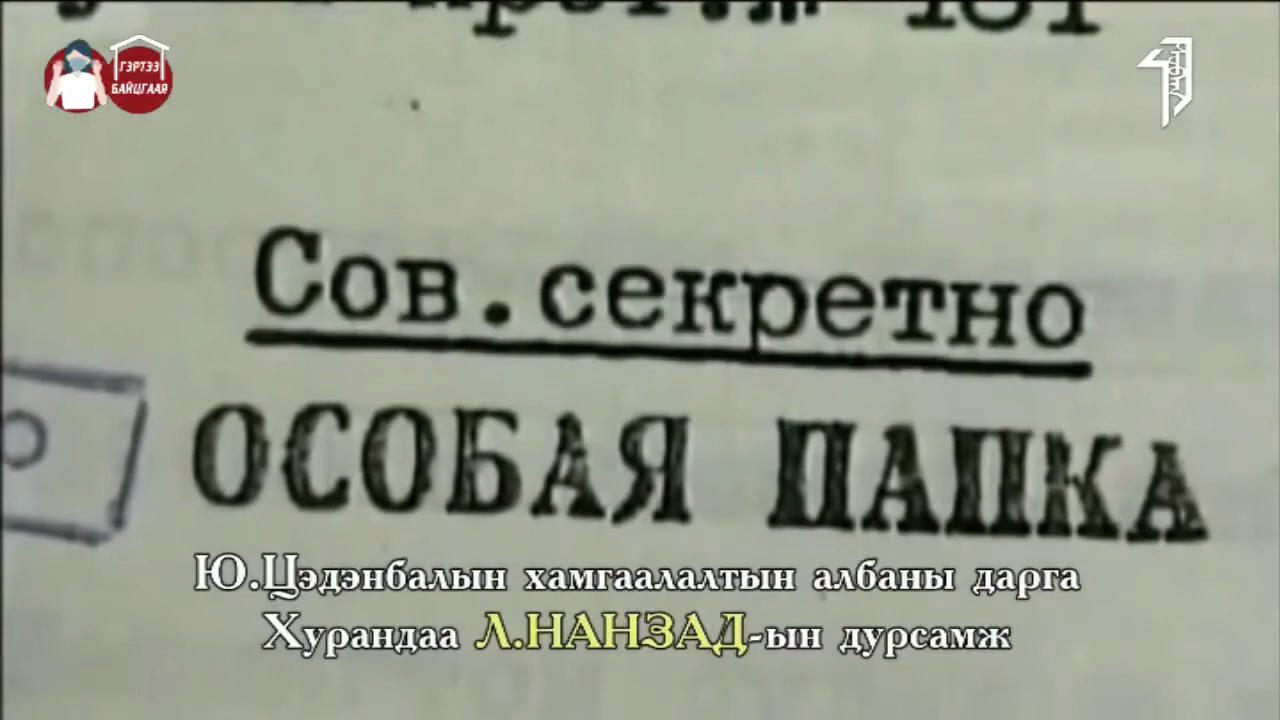 ГЭРТЭЭ
БАЙЦГААЯ
Сов.секретно
ОСОБАЯ ПАПКА
Ю.Цэдэнбалын хамгаалалтын албаны дарга
Хурандаа Л.НАНЗАД-ын дурсамж